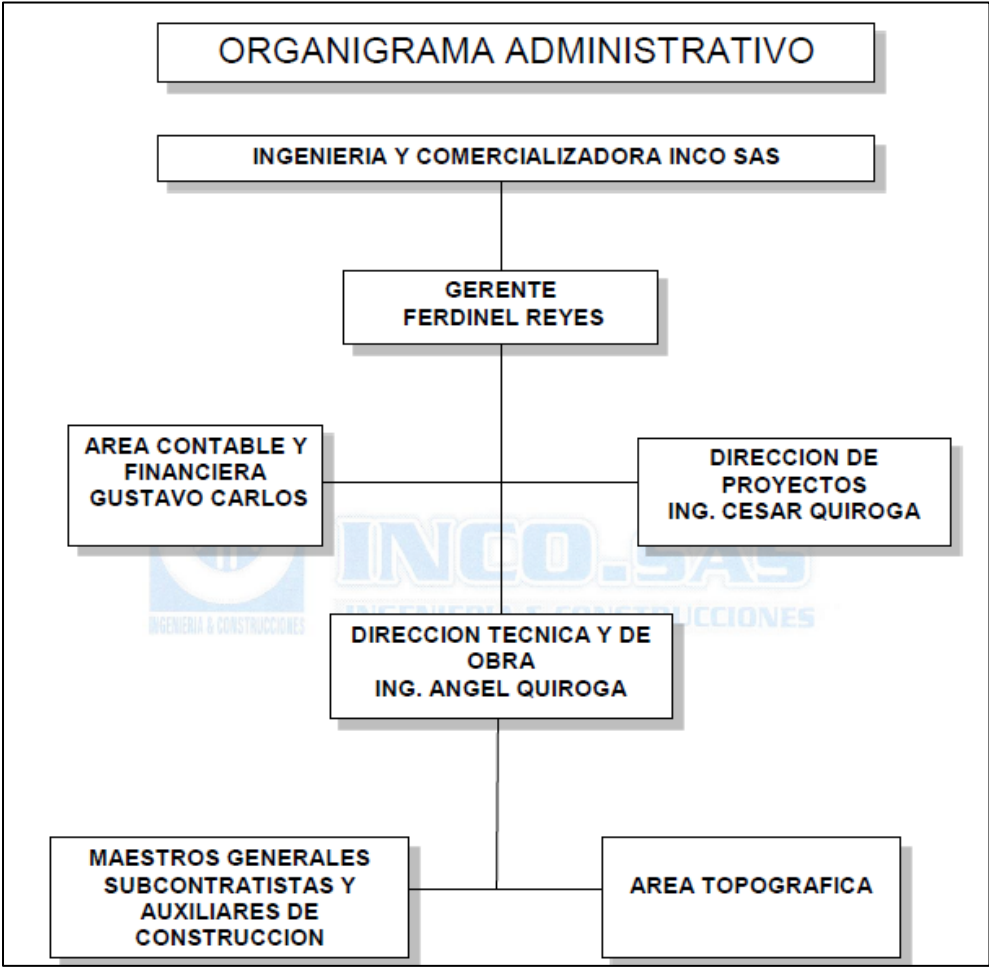 ORGANIGRAMA ADMINISTRATIVO
INGENIERIA Y COMERCIALIZADORA INCO SAS
GERENTE
FERDINEL REYES
AREA CONTABLE Y
FINANCIERA
GUSTAVO CARLOS
DIRECCION DE
PROYECTOS
ING. CESAR QUIROGA
INCO.SAS
INGENIERIA & CONSTRUCCIONES
INGENIERIA & CONSTRUCCIONES
DIRECCION TECNICA Y DE
OBRA
ING. ANGEL QUIROGA
MAESTROS GENERALES
SUBCONTRATISTAS Y
AUXILIARES DE
CONSTRUCCION
AREA TOPOGRAFICA